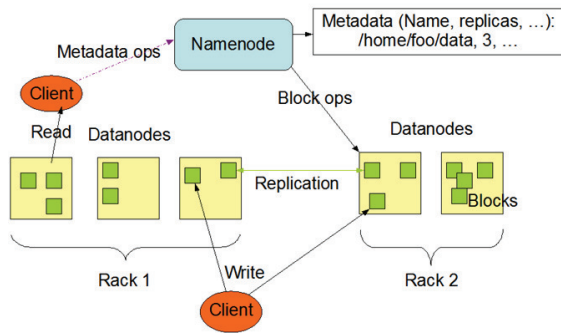 Metadata (Name, replicas, …):
/home/foo/data, 3, …
Namenode
Metadata ops
Client
Block ops
Read
Datanodes
Datanodes
Replication
Blocks
Rack 1
Write
Rack 2
Client